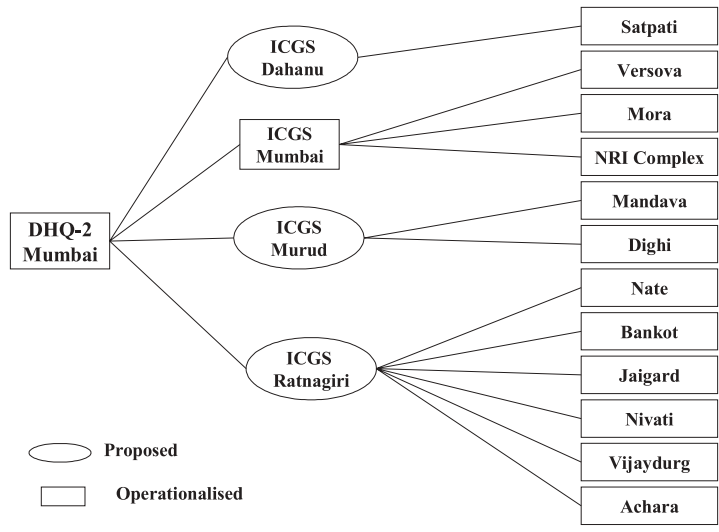 DHQ-2
Mumbai
ICGS
Dahanu
ICGS
Mumbai
ICGS
Murud
ICGS
Ratnagiri
Satpati
Versova
Mora
NRI Complex
Mandava
Dighi
Nate
Bankot
Jaigard
Nivati
Vijaydurg
Achara
Proposed
Operationalised